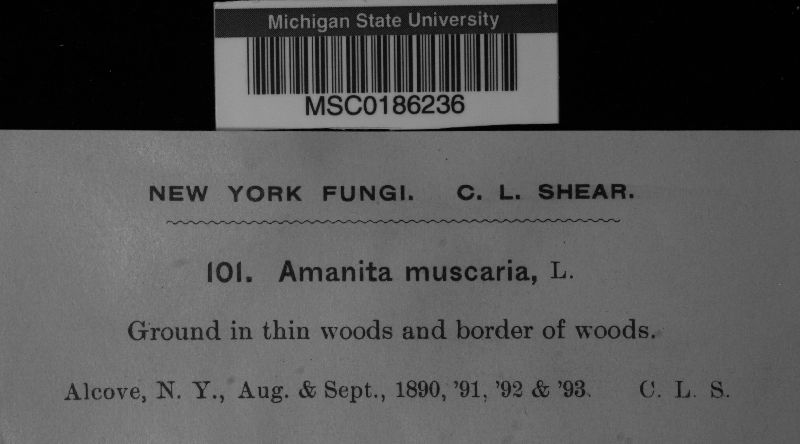 Michigan State University
MSC0186236
NEW YORK FUNGI. C. L. SHEAR.
101. Amanita muscaria, L.
Ground in thin woods and border of woods.
Alcove, N. Y., Aug. & Sept., 1890, '91, '92 & '93. C. L. S.